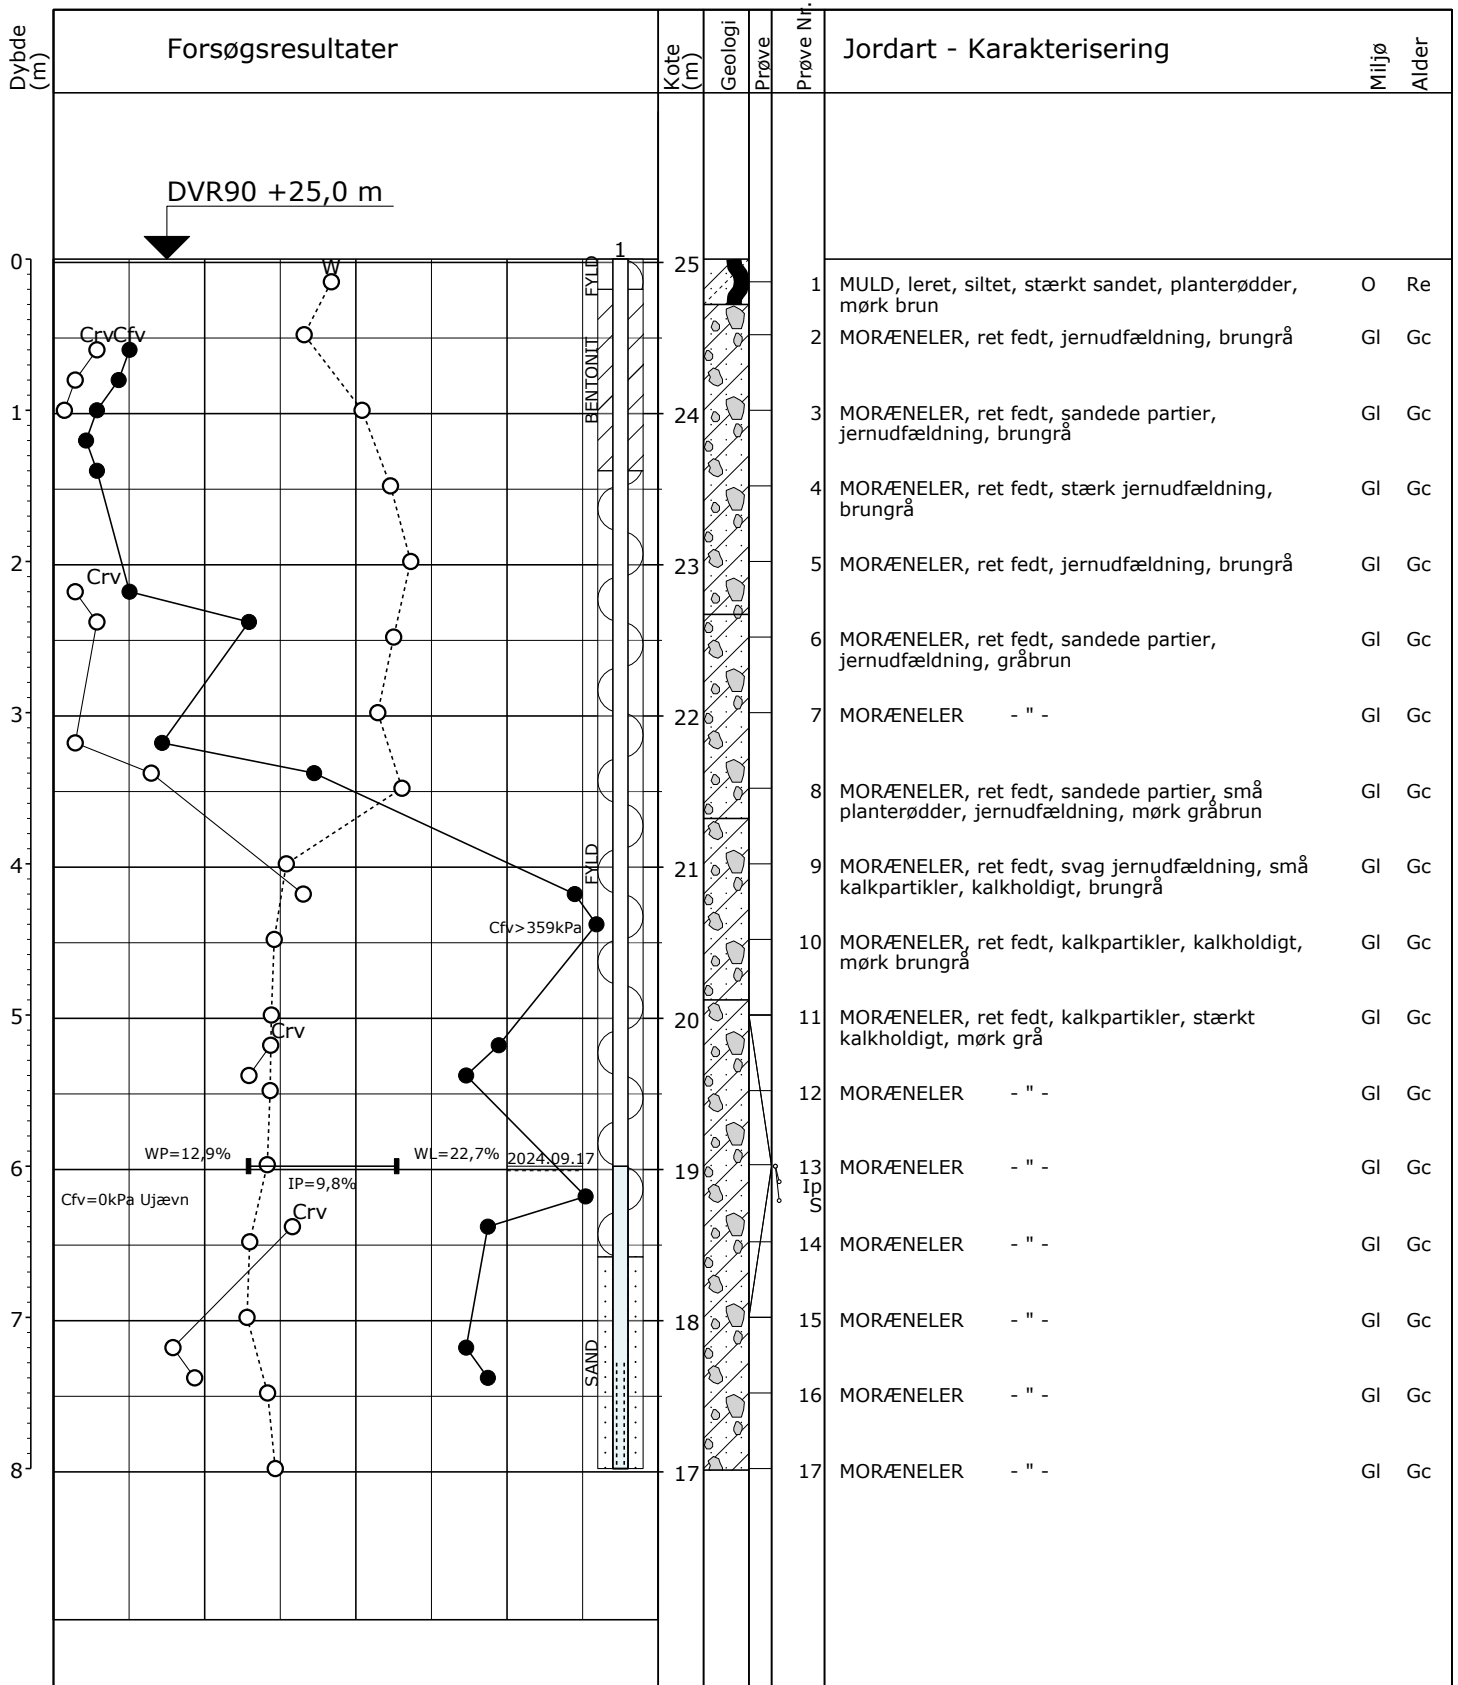 Dybde
(m)
Forsøgsresultater
Kote
(m)
Geologi
Prøve
Prøve Nr.
Jordart - Karakterisering
Miljø
Alder
DVR90 +25,0 m
W
1
0
25
FYLD
1 MULD, leret, siltet, stærkt sandet, planterødder, O Re
mørk brun
Crv Cfv
2 MORÆNELER, ret fedt, jernudfældning, brungrå Gl Gc
BENTONIT
1
24
3 MORÆNELER, ret fedt, sandede partier, Gl Gc
jernudfældning, brungrå
4 MORÆNELER, ret fedt, stærk jernudfældning, Gl Gc
brungrå
2
23
Crv
5 MORÆNELER, ret fedt, jernudfældning, brungrå Gl Gc
6 MORÆNELER, ret fedt, sandede partier, Gl Gc
jernudfældning, gråbrun
3
22
7 MORÆNELER - " - Gl Gc
8 MORÆNELER, ret fedt, sandede partier, små Gl Gc
planterødder, jernudfældning, mørk gråbrun
4
FYLD
21
9 MORÆNELER, ret fedt, svag jernudfældning, små Gl Gc
kalkpartikler, kalkholdigt, brungrå
Cfv>359kPa
10 MORÆNELER, ret fedt, kalkpartikler, kalkholdigt, Gl Gc
mørk brungrå
5
20
Crv
11 MORÆNELER, ret fedt, kalkpartikler, stærkt Gl Gc
kalkholdigt, mørk grå
12 MORÆNELER - " - Gl Gc
WP=12,9%
WL=22,7%
2024.09.17
6
19
13 MORÆNELER - " - Gl Gc
IP=9,8%
Ip
Cfv=0kPa Ujævn
S
Crv
14 MORÆNELER - " - Gl Gc
7
18
15 MORÆNELER - " - Gl Gc
SAND
16 MORÆNELER - " - Gl Gc
8
17
17 MORÆNELER - " - Gl Gc